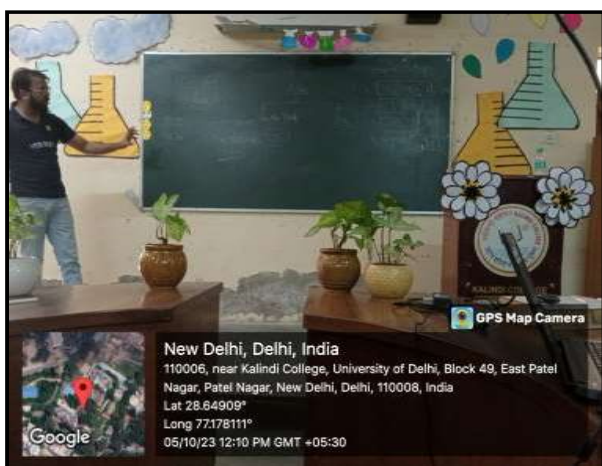 KALINDI COLLEGE
GPS Map Camera
New Delhi, Delhi, India
110006, near Kalindi College, University of Delhi, Block 49, East Patel
Nagar, Patel Nagar, New Delhi, Delhi, 110008, India
Lat 28.64909°
Long 77.178111°
05/10/23 12:10 PM GMT +05:30
Google